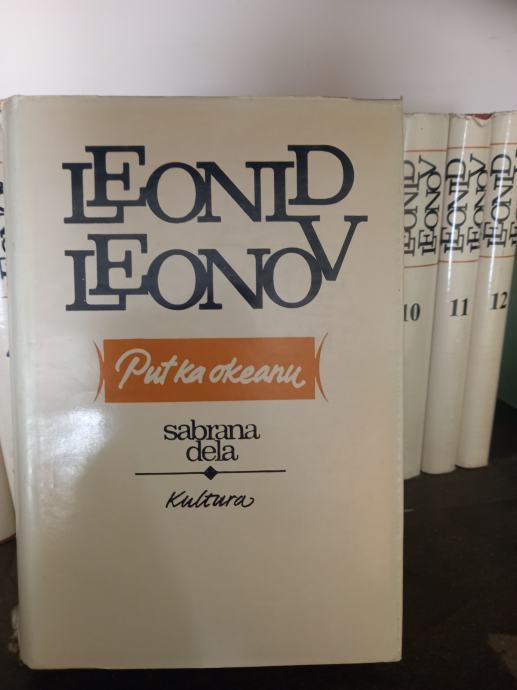 LEONID
LEONOV
Put ka okeanu
sabrana
dela
Kultura
LEONID
LEONOV
10
LEONID
LEONOV
11
LEONID
LEONOV
12